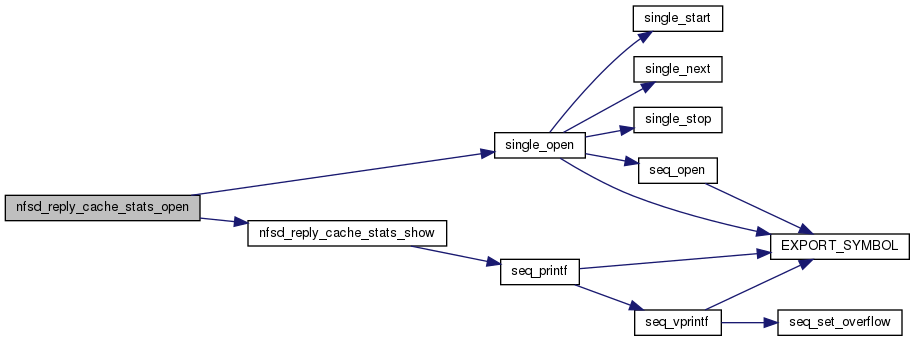 single_start
single_next
single_stop
single_open
seq_open
nfsd_reply_cache_stats_open
nfsd_reply_cache_stats_show
EXPORT_SYMBOL
seq_printf
seq_vprintf
seq_set_overflow